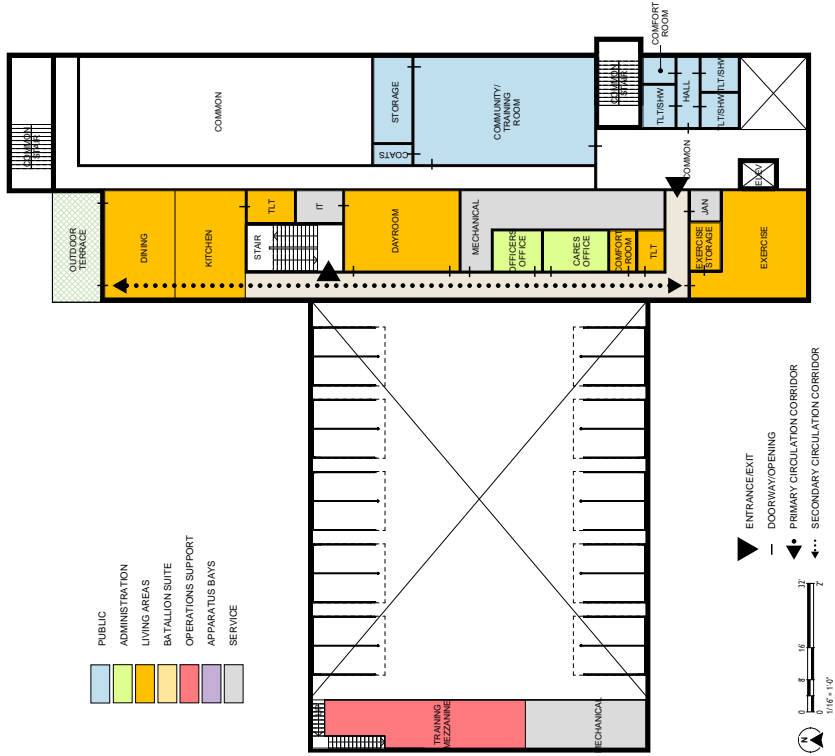 COMFORT
ROOM
COMMON
STAIR
COMMON
STORAGE
COATS
COMMUNITY/
TRAINING
ROOM
COMMON
STAIR
TLT/SHW
HALL
TLT/SHW
TLT/SHW
COMMON
ELEV
OUTDOOR
TERRACE
DINING
KITCHEN
TLT
IT
STAIR
DAYROOM
MECHANICAL
OFFICERS
OFFICE
CARES
OFFICE
COMFORT
ROOM
TLT
JAN
EXERCISE
STORAGE
EXERCISE
TRAINING
MEZZANINE
MECHANICAL
PUBLIC
ADMINISTRATION
LIVING AREAS
BATALLION SUITE
OPERATIONS SUPPORT
APPARATUS BAYS
SERVICE
ENTRANCE/EXIT
DOORWAY/OPENING
PRIMARY CIRCULATION CORRIDOR
SECONDARY CIRCULATION CORRIDOR
0 8 16 32'
0 2'
1/16" = 1'-0"
N